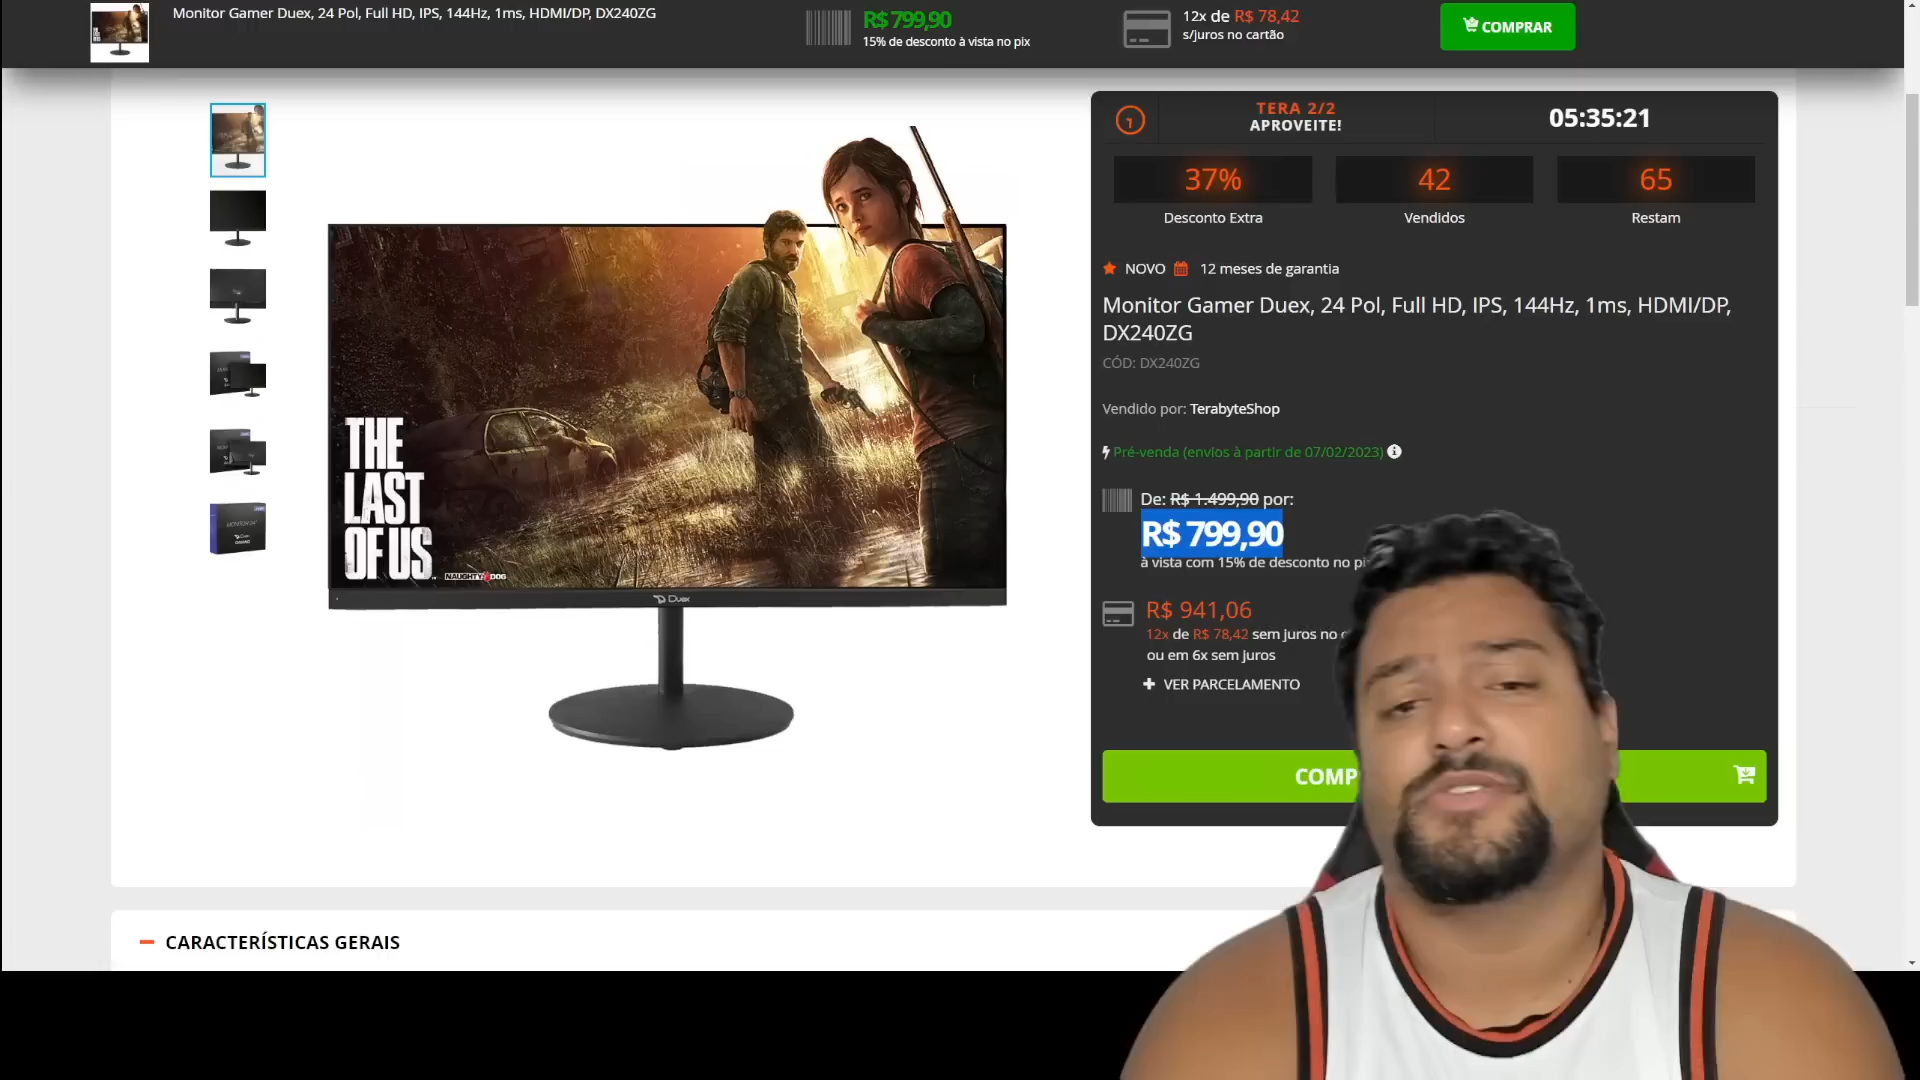 Monitor Gamer Duex, 24 Pol, Full HD, IPS, 144Hz, 1ms, HDMI/DP, DX240ZG
R$ 799,90
15% de desconto à vista no pix
12x de R$ 78,42
s/juros no cartão
COMPRAR
TERA 2/2
APROVEITE!
05:35:21
37%
Desconto Extra
42
Vendidos
65
Restam
NOVO 12 meses de garantia
Monitor Gamer Duex, 24 Pol, Full HD, IPS, 144Hz, 1ms, HDMI/DP,
DX240ZG
CÓD: DX240ZG
Vendido por: TerabyteShop
Pré-venda (envios à partir de 07/02/2023)
De: R$ 1.499,90 por:
R$ 799,90
à vista com 15% de desconto no pi
R$ 941,06
12x de R$ 78,42 sem juros no c
ou em 6x sem juros
+ VER PARCELAMENTO
COMP
THE
LAST
OF US
NAUGHTY DOG
Duex
CARACTERÍSTICAS GERAIS